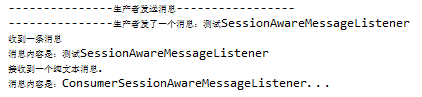 ---------------生产者发送消息-----------------
---------------生产者发了一个消息：测试SessionAwareMessageListener
收到一条消息
消息内容是：测试SessionAwareMessageListener
接收到一个纯文本消息.
消息内容是：ConsumerSessionAwareMessageListener...